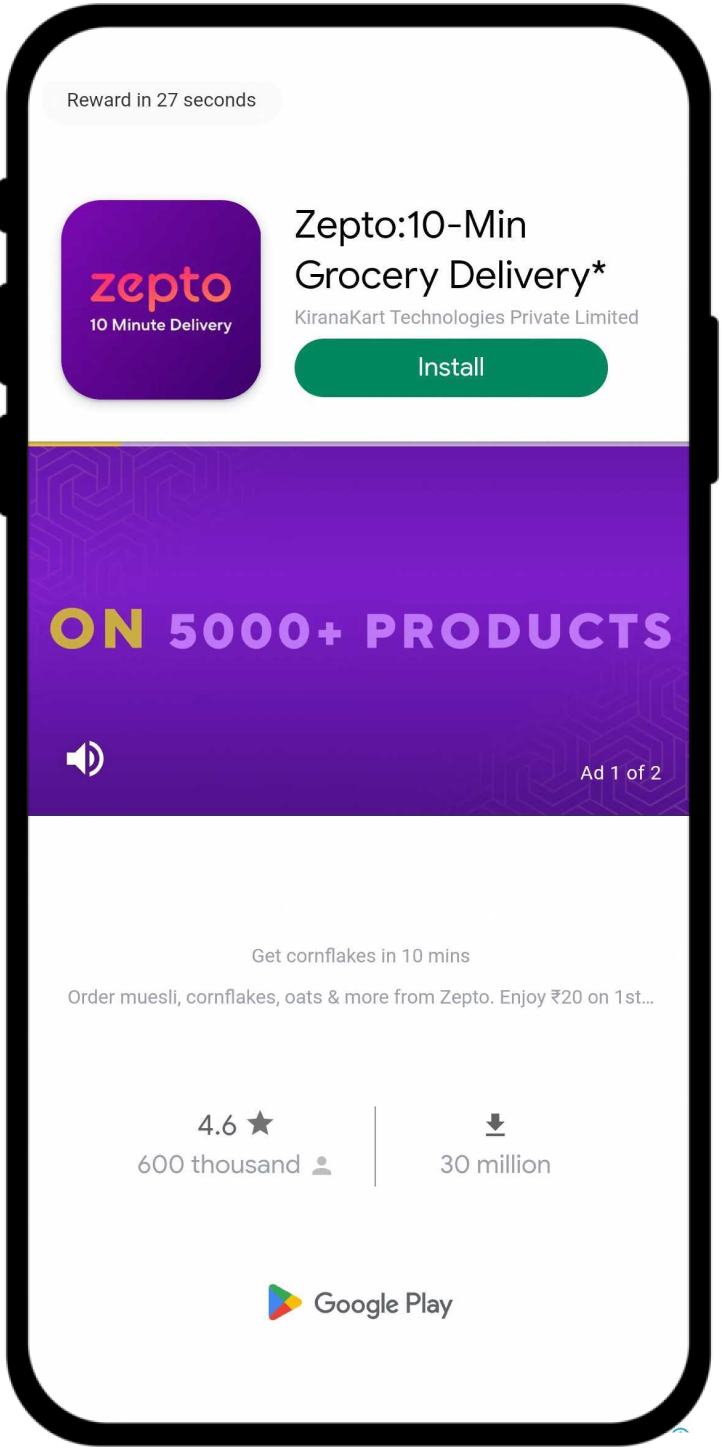 Reward in 27 seconds
zepto
10 Minute Delivery
Zepto:10-Min
Grocery Delivery*
KiranaKart Technologies Private Limited
Install
ON 5000+ PRODUCTS
Ad 1 of 2
Get cornflakes in 10 mins
Order muesli, cornflakes, oats & more from Zepto. Enjoy ₹20 on 1st...
4.6
600 thousand
30 million
Google Play